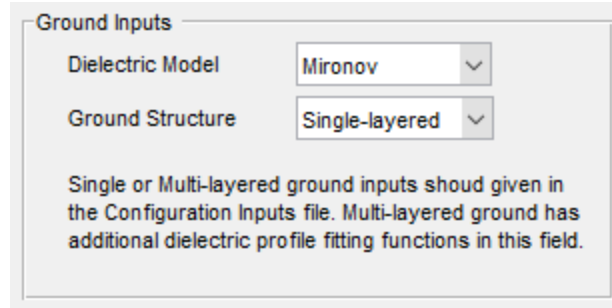 Ground Inputs
Dielectric Model Mironov
Ground Structure Single-layered
Single or Multi-layered ground inputs shoud given in
the Configuration Inputs file. Multi-layered ground has
additional dielectric profile fitting functions in this field.